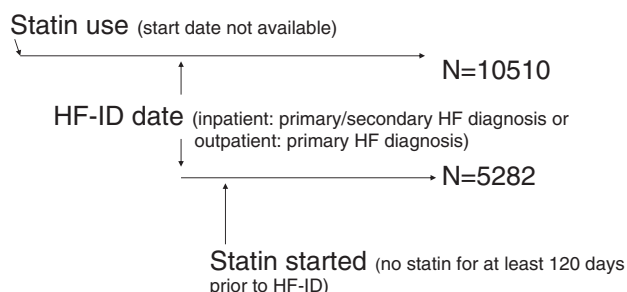 Statin use (start date not available)
N=10510
HF-ID date (inpatient: primary/secondary HF diagnosis or
outpatient: primary HF diagnosis)
N=5282
Statin started (no statin for at least 120 days
prior to HF-ID)